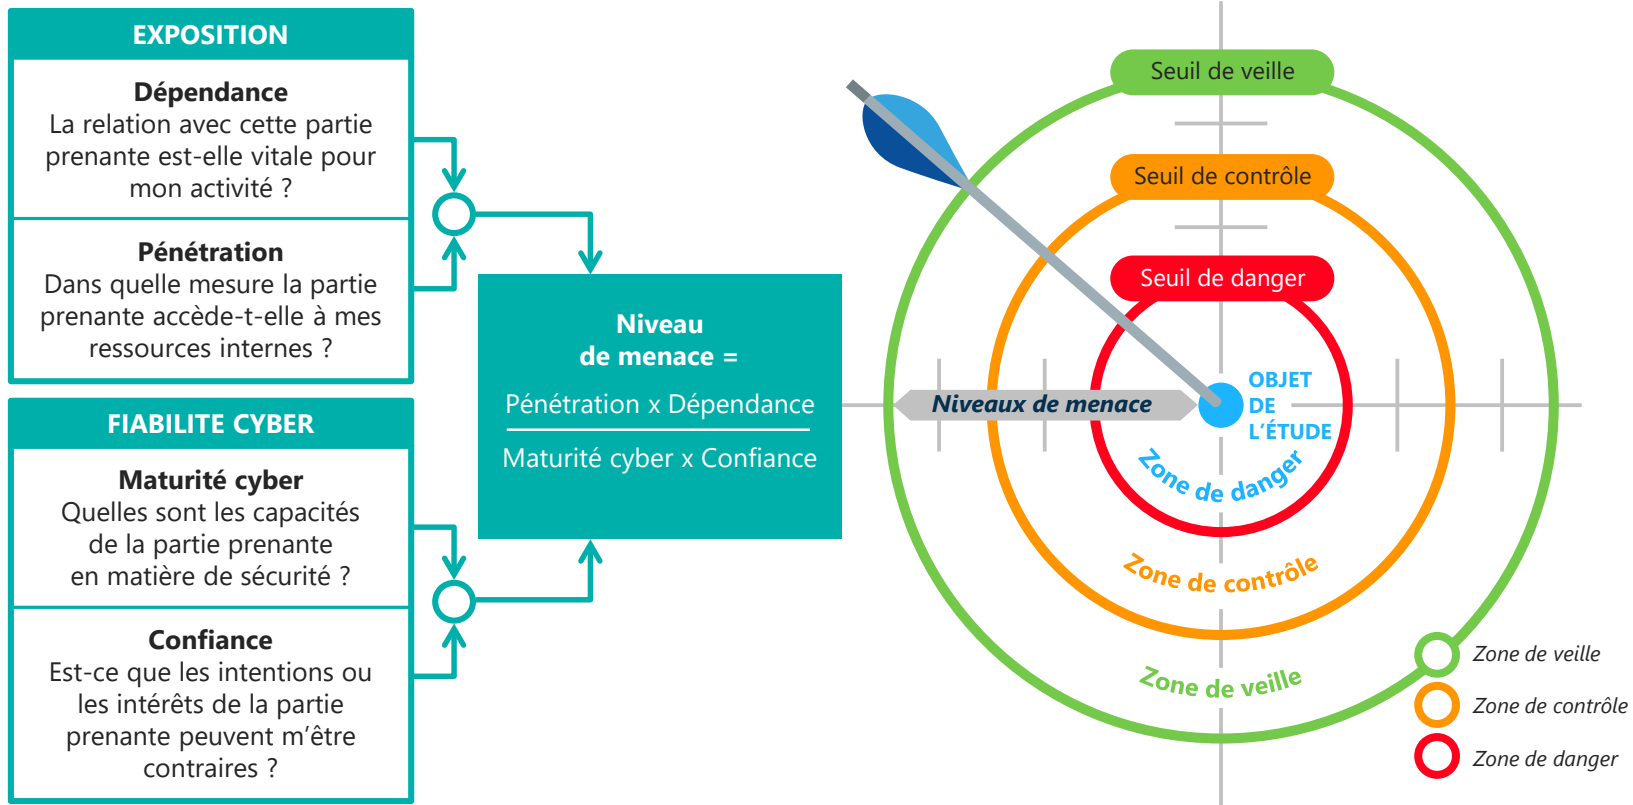 EXPOSITION
Dépendance
La relation avec cette partie
prenante est-elle vitale pour
mon activité ?
Pénétration
Dans quelle mesure la partie
prenante accède-t-elle à mes
ressources internes ?
FIABILITE CYBER
Maturité cyber
Quelles sont les capacités
de la partie prenante
en matière de sécurité ?
Confiance
Est-ce que les intentions ou
les intérêts de la partie
prenante peuvent m’être
contraires ?
Niveau
de menace =
Pénétration x Dépendance
Maturité cyber x Confiance
Seuil de veille
Seuil de contrôle
Seuil de danger
Niveaux de menace
OBJET
DE
L’ÉTUDE
Zone de danger
Zone de contrôle
Zone de veille
Zone de veille
Zone de contrôle
Zone de danger